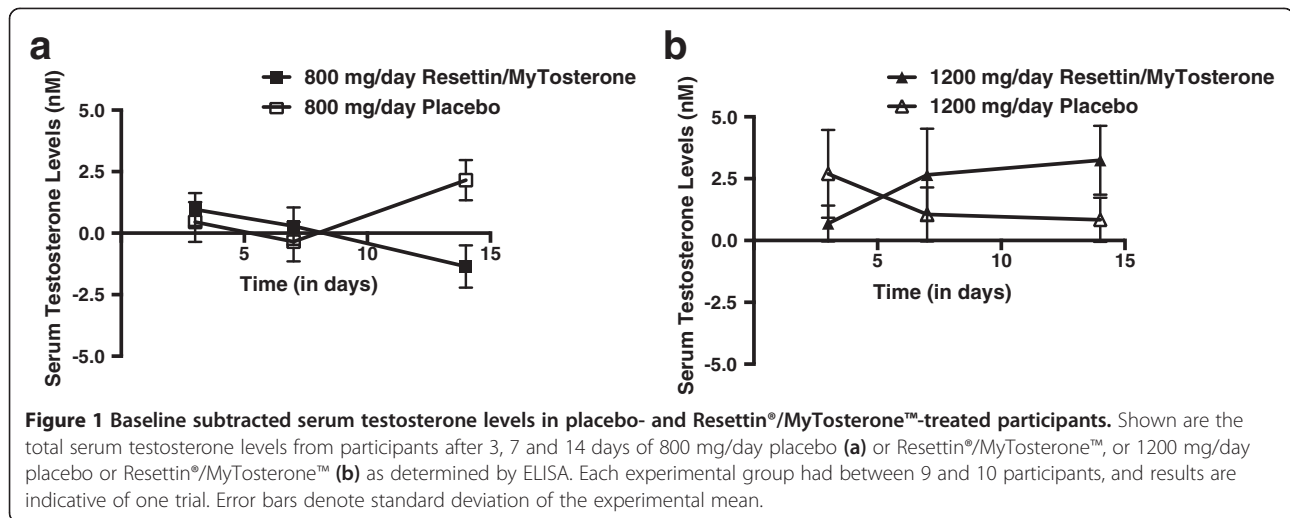 a
800 mg/day Resettin/MyTosterone
800 mg/day Placebo
Serum Testosterone Levels (nM)
5.0
2.5
0.0
-2.5
-5.0
5
10
15
Time (in days)
b
1200 mg/day Resettin/MyTosterone
1200 mg/day Placebo
Serum Testosterone Levels (nM)
5.0
2.5
0.0
-2.5
-5.0
5
10
15
Time (in days)
Figure 1 Baseline subtracted serum testosterone levels in placebo- and Resettin®/MyTosterone™-treated participants. Shown are the
total serum testosterone levels from participants after 3, 7 and 14 days of 800 mg/day placebo (a) or Resettin®/MyTosterone™, or 1200 mg/day
placebo or Resettin®/MyTosterone™ (b) as determined by ELISA. Each experimental group had between 9 and 10 participants, and results are
indicative of one trial. Error bars denote standard deviation of the experimental mean.